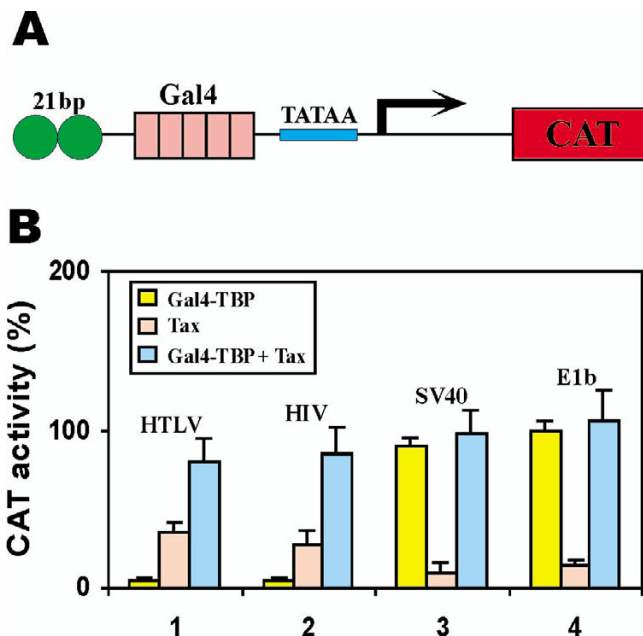 A
21bp
Gal4
TATAA
CAT
B
CAT activity (%)
200
100
0
Gal4-TBP
Tax
Gal4-TBP + Tax
HTLV
HIV
SV40
E1b
1
2
3
4